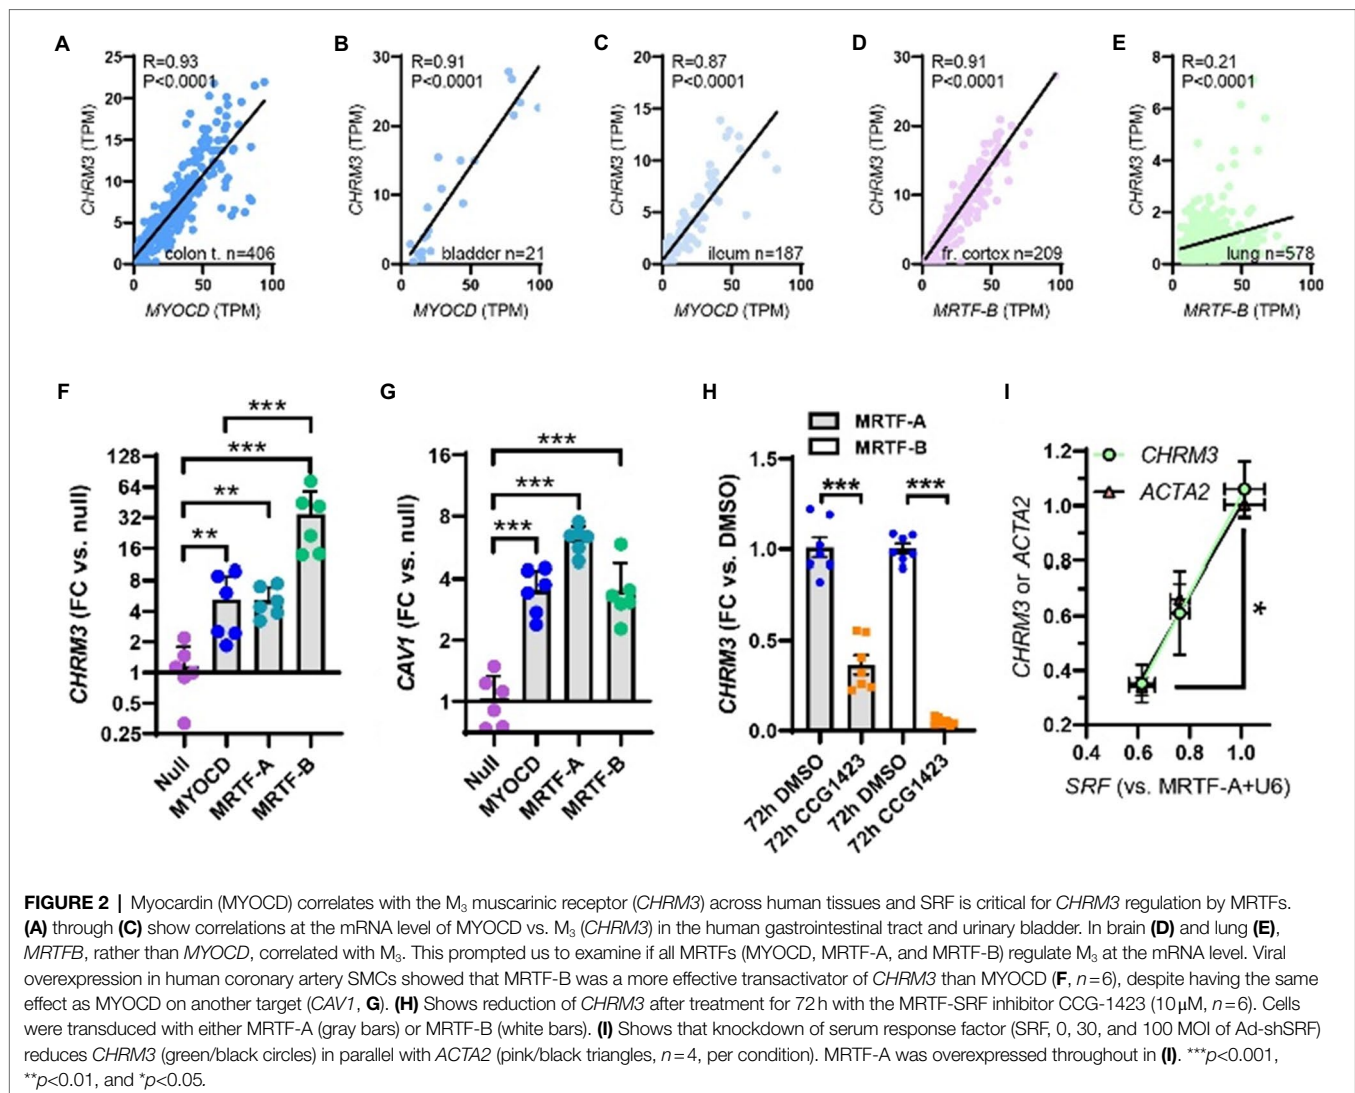 A
R=0.93
P<0.0001
CHRM3 (TPM)
25
20
15
10
5
0
colon t. n=406
0 50 100
MYOCD (TPM)
B
R=0.91
P<0.0001
CHRM3 (TPM)
30
20
10
0
bladder n=21
0 50 100
MYOCD (TPM)
C
R=0.87
P<0.0001
CHRM3 (TPM)
20
15
10
5
0
ileum n=187
0 50 100
MYOCD (TPM)
D
R=0.91
P<0.0001
CHRM3 (TPM)
30
20
10
0
fr. cortex n=209
0 50 100
MRTF-B (TPM)
E
R=0.21
P<0.0001
CHRM3 (TPM)
8
6
4
2
0
lung n=578
0 50 100
MRTF-B (TPM)
F
***
***
**
**
CHRM3 (FC vs. null)
128
64
32
16
8
4
2
1
0.5
0.25
Null
MYOCD
MRTF-A
MRTF-B
G
***
***
***
CAV1 (FC vs. null)
16
8
4
2
1
Null
MYOCD
MRTF-A
MRTF-B
H
MRTF-A
MRTF-B
*** ***
CHRM3 (FC vs. DMSO)
1.5
1.0
0.5
0.0
72h DMSO
72h CCG1423
72h DMSO
72h CCG1423
I
CHRM3
ACTA2
*
CHRM3 or ACTA2
1.2
1.0
0.8
0.6
0.4
0.2
0.4 0.6 0.8 1.0
SRF (vs. MRTF-A+U6)
FIGURE 2 | Myocardin (MYOCD) correlates with the M3 muscarinic receptor (CHRM3) across human tissues and SRF is critical for CHRM3 regulation by MRTFs.
(A) through (C) show correlations at the mRNA level of MYOCD vs. M3 (CHRM3) in the human gastrointestinal tract and urinary bladder. In brain (D) and lung (E),
MRTFB, rather than MYOCD, correlated with M3. This prompted us to examine if all MRTFs (MYOCD, MRTF-A, and MRTF-B) regulate M3 at the mRNA level. Viral
overexpression in human coronary artery SMCs showed that MRTF-B was a more effective transactivator of CHRM3 than MYOCD (F, n=6), despite having the same
effect as MYOCD on another target (CAV1, G). (H) Shows reduction of CHRM3 after treatment for 72 h with the MRTF-SRF inhibitor CCG-1423 (10 μM, n=6). Cells
were transduced with either MRTF-A (gray bars) or MRTF-B (white bars). (I) Shows that knockdown of serum response factor (SRF, 0, 30, and 100 MOI of Ad-shSRF)
reduces CHRM3 (green/black circles) in parallel with ACTA2 (pink/black triangles, n=4, per condition). MRTF-A was overexpressed throughout in (I). ***p<0.001,
**p<0.01, and *p<0.05.